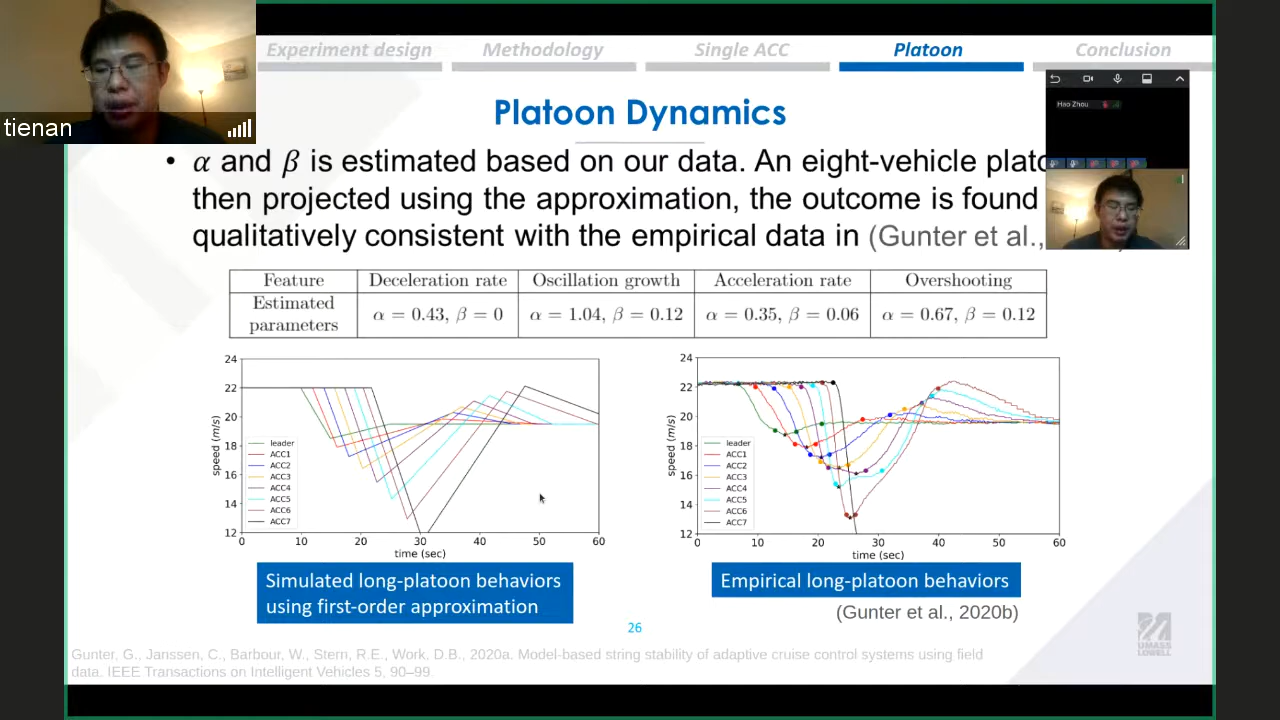 tienan
Experiment design
Methodology
Single ACC
Platoon
Conclusion
Hao Zhou
Platoon Dynamics
• α and β is estimated based on our data. An eight-vehicle
then projected using the approximation, the outcome is found
qualitatively consistent with the empirical data in (Gunter et al.,
Feature Deceleration rate Oscillation growth Acceleration rate Overshooting
Estimated parameters α = 0.43, β = 0 α = 1.04, β = 0.12 α = 0.35, β = 0.06 α = 0.67, β = 0.12
24
22
20
18
16
14
12
speed (m/s)
leader
ACC1
ACC2
ACC3
ACC4
ACC5
ACC6
ACC7
0 10 20 30 40 50 60
time (sec)
24
22
20
18
16
14
12
speed (m/s)
leader
ACC1
ACC2
ACC3
ACC4
ACC5
ACC6
ACC7
0 10 20 30 40 50 60
time (sec)
Simulated long-platoon behaviors
using first-order approximation
Empirical long-platoon behaviors
(Gunter et al., 2020b)
26
UMASS
LOWELL
Gunter, G., Janssen, C., Barbour, W., Stern, R.E., Work, D.B., 2020a. Model-based string stability of adaptive cruise control systems using field
data. IEEE Transactions on Intelligent Vehicles 5, 90–99.